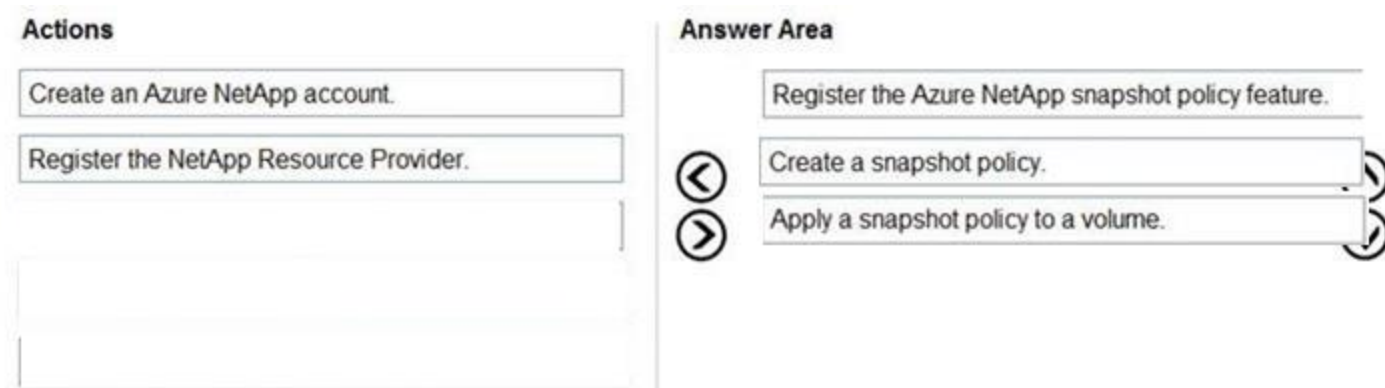 Actions
Create an Azure NetApp account.
Register the NetApp Resource Provider.
Answer Area
Register the Azure NetApp snapshot policy feature.
Create a snapshot policy.
Apply a snapshot policy to a volume.